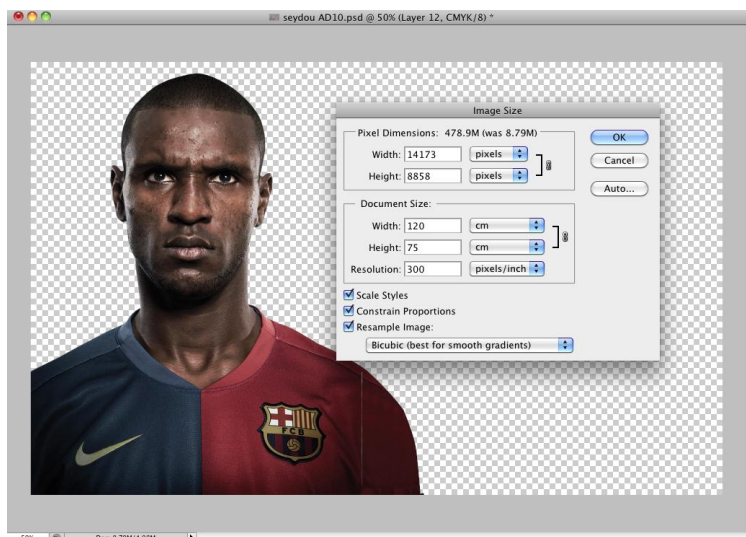 seydou AD10.psd @ 50% (Layer 12, CMYK/8) *
Image Size
Pixel Dimensions: 478.9M (was 8.79M)
Width: 14173 pixels
Height: 8858 pixels
OK
Cancel
Auto...
Document Size:
Width: 120 cm
Height: 75 cm
Resolution: 300 pixels/inch
Scale Styles
Constrain Proportions
Resample Image:
Bicubic (best for smooth gradients)
FCB